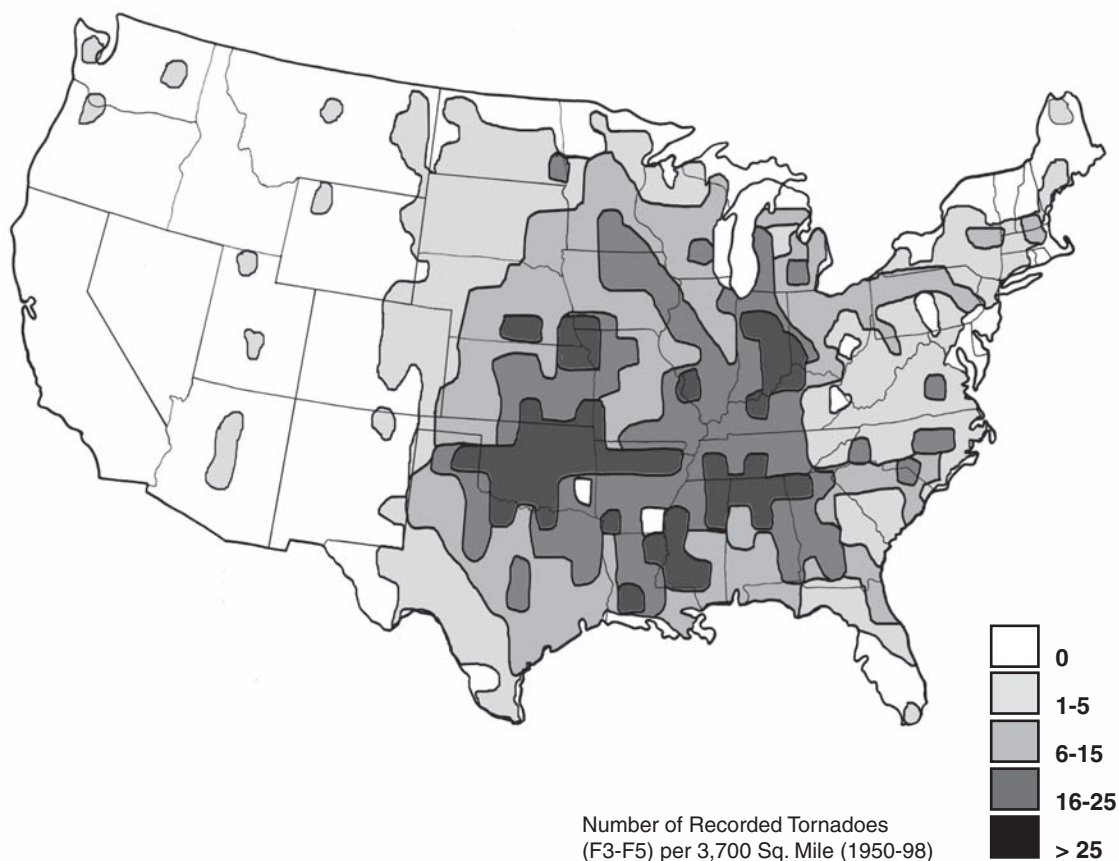 0
1-5
6-15
16-25
> 25
Number of Recorded Tornadoes
(F3-F5) per 3,700 Sq. Mile (1950-98)